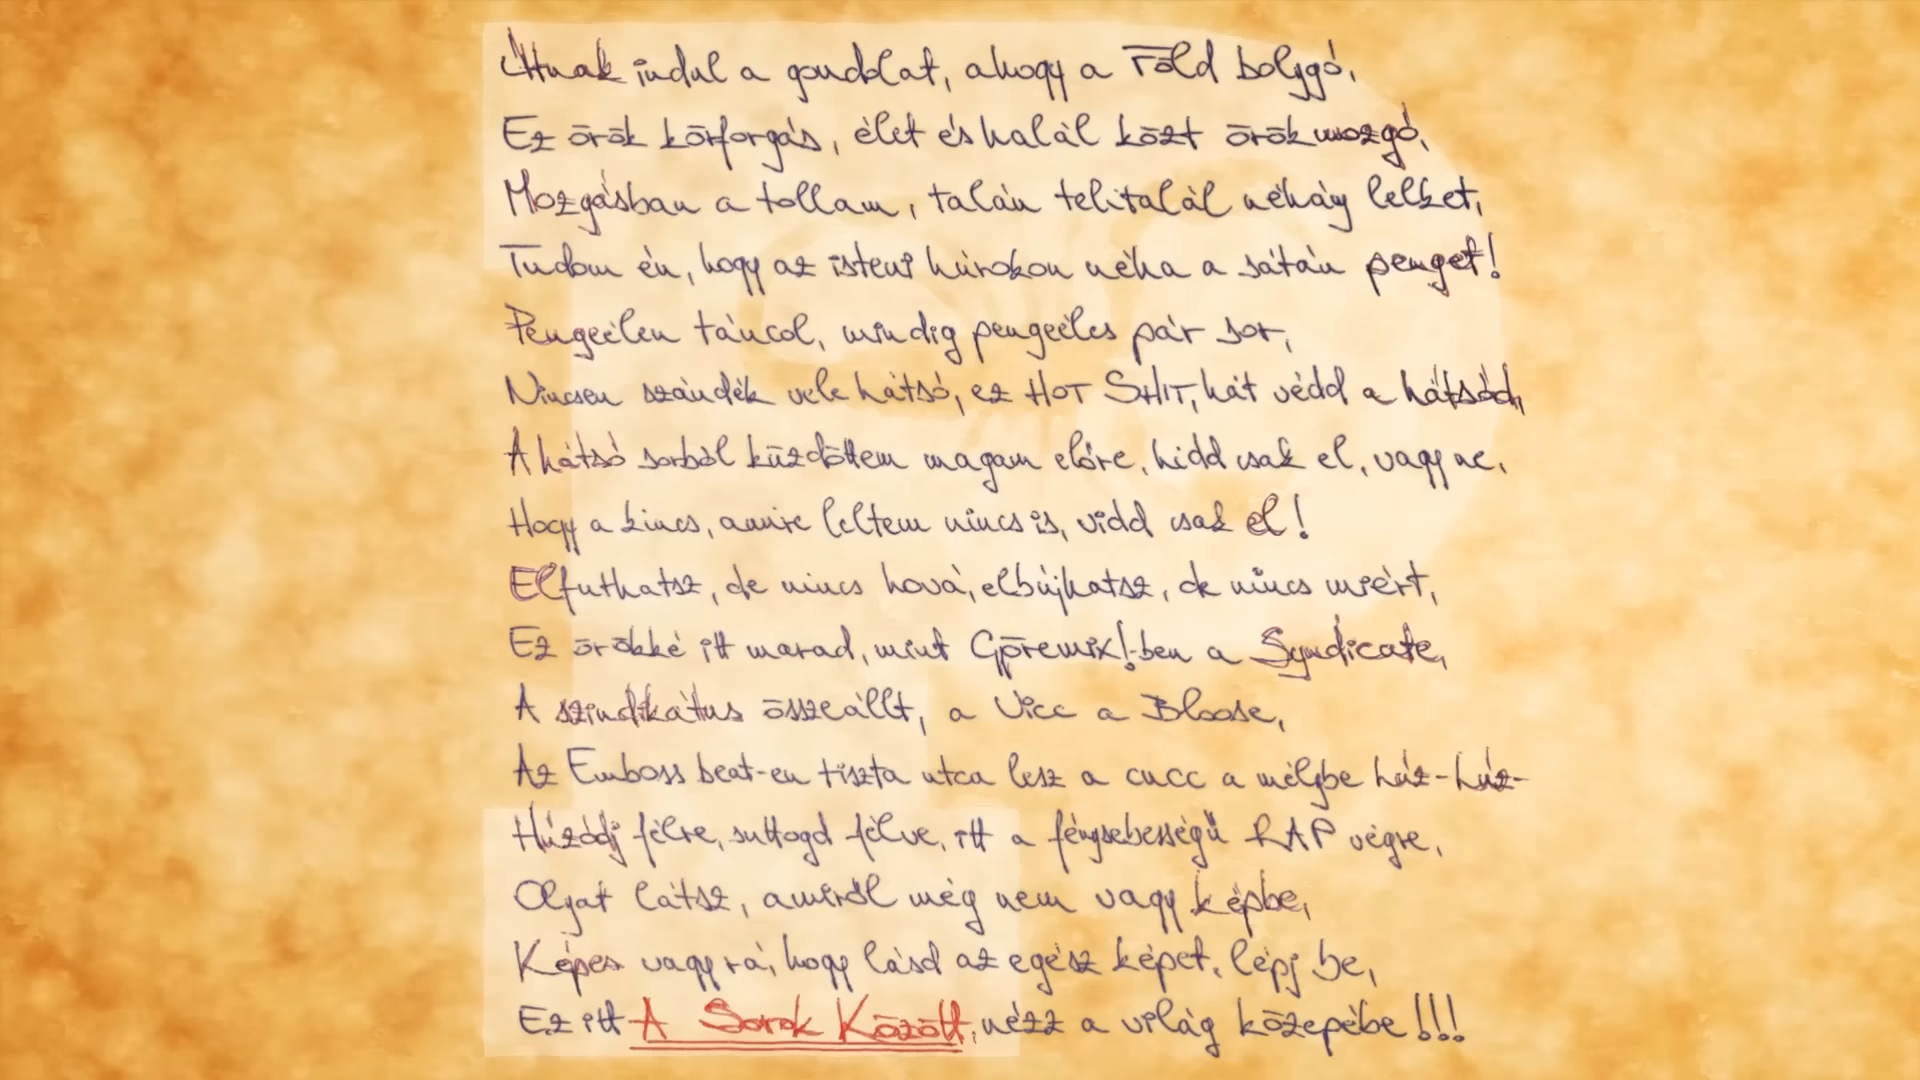 Útnak indul a gondolat, ahogy a Föld bolygó,
Ez örök körforgás, élet és halál közt örökmozgó,
Mozgásban a tollam, talán telitalál néhány lelket,
Tudom én, hogy az isteni húrokon néha a sátán penget!
Pengeélen táncol, mindig pengeéles pár sor,
Nincsen szándék vele hátsó, ez HOT SHIT, hát védd a hátsód,
A hátsó sorból küzdöttem magam előre, hidd csak el, vagy ne,
Hogy a kincs, amire leltem nincs is, vidd csak el!
Elfuthatsz, de nincs hová, elbújhatsz, de nincs miért,
Ez örökké itt marad, mint Gőremix!-ben a Syndicate,
A szindikátus összeállt, a Vicc a Bloose,
Az Emboss beat-en tiszta utca lesz a cucc a mélybe húz-húz-
Húzódj félre, suttogd félve, itt a fénysebességű RAP végre,
Olyat látsz, amiről még nem vagy képbe,
Képes vagy rá, hogy lásd az egész képet, lépj be,
Ez itt A Sorok Között, nézz a világ közepébe!!!